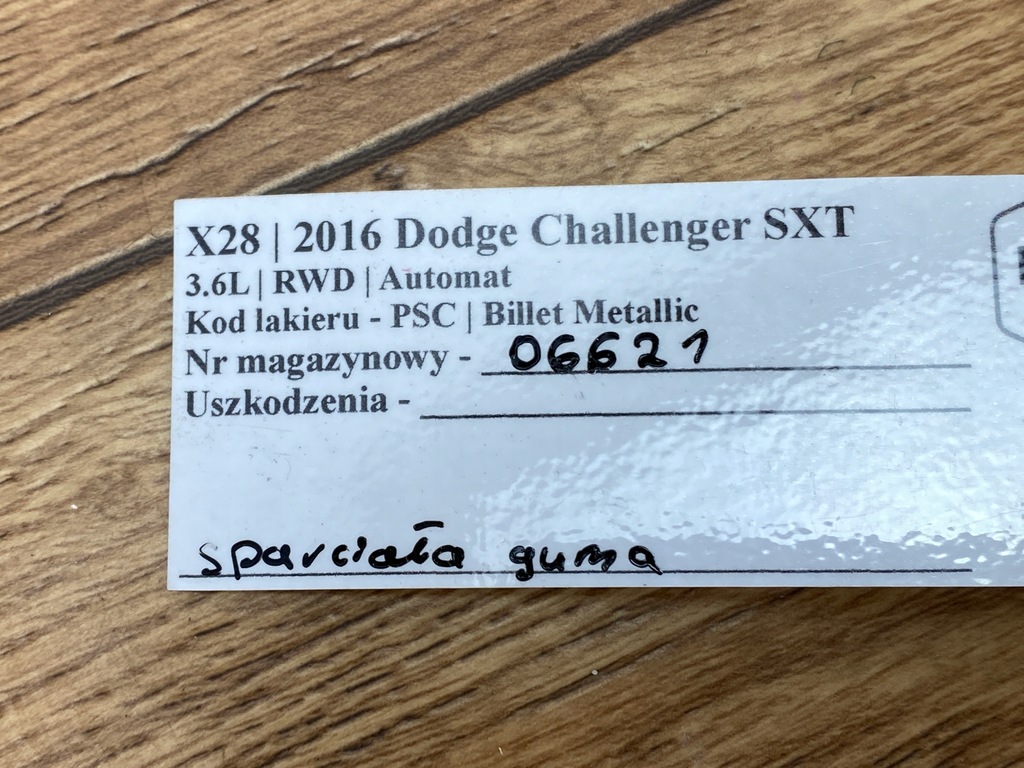 X28 | 2016 Dodge Challenger SXT
3.6L | RWD | Automat
Kod lakieru - PSC | Billet Metallic
Nr magazynowy - 06621
Uszkodzenia -
sparciała guma